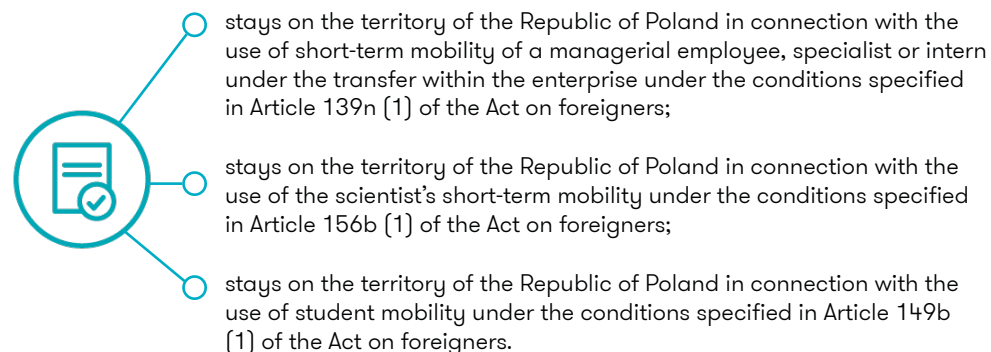 stays on the territory of the Republic of Poland in connection with the
use of short-term mobility of a managerial employee, specialist or intern
under the transfer within the enterprise under the conditions specified
in Article 139n (1) of the Act on foreigners;
stays on the territory of the Republic of Poland in connection with the
use of the scientist’s short-term mobility under the conditions specified
in Article 156b (1) of the Act on foreigners;
stays on the territory of the Republic of Poland in connection with the
use of student mobility under the conditions specified in Article 149b
(1) of the Act on foreigners.